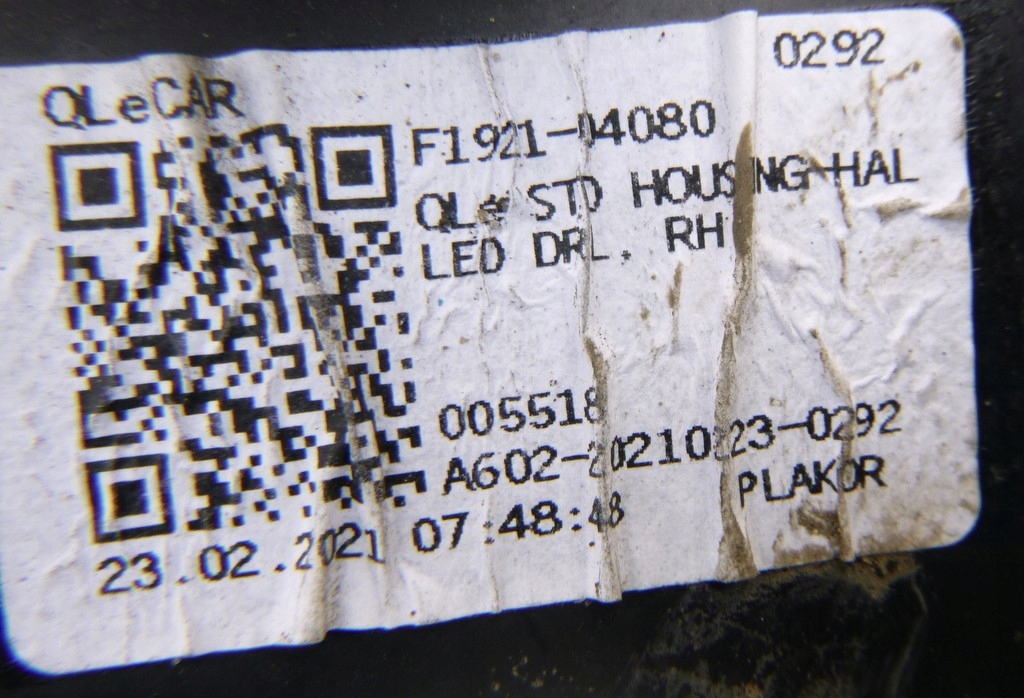 0292
QLeCAR
F1921-04080
QLe STD HOUSING HAL
LED DRL. RH
005518
A602-20210223-0292
PLAKOR
23.02.2021 07:48:48